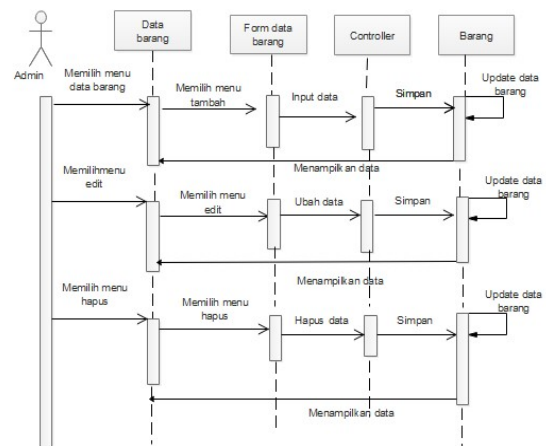 Data
barang
Form data
barang
Controller
Barang
Admin
Memilih menu
data barang
Memilih menu
tambah
Input data
Simpan
Update data
barang
Menampilkan data
Memilihmenu
edit
Memilih menu
edit
Ubah data
Simpan
Update data
barang
Menampilkan data
Memilih menu
hapus
Memilih menu
hapus
Hapus data
Simpan
Update data
barang
Menampilkan data